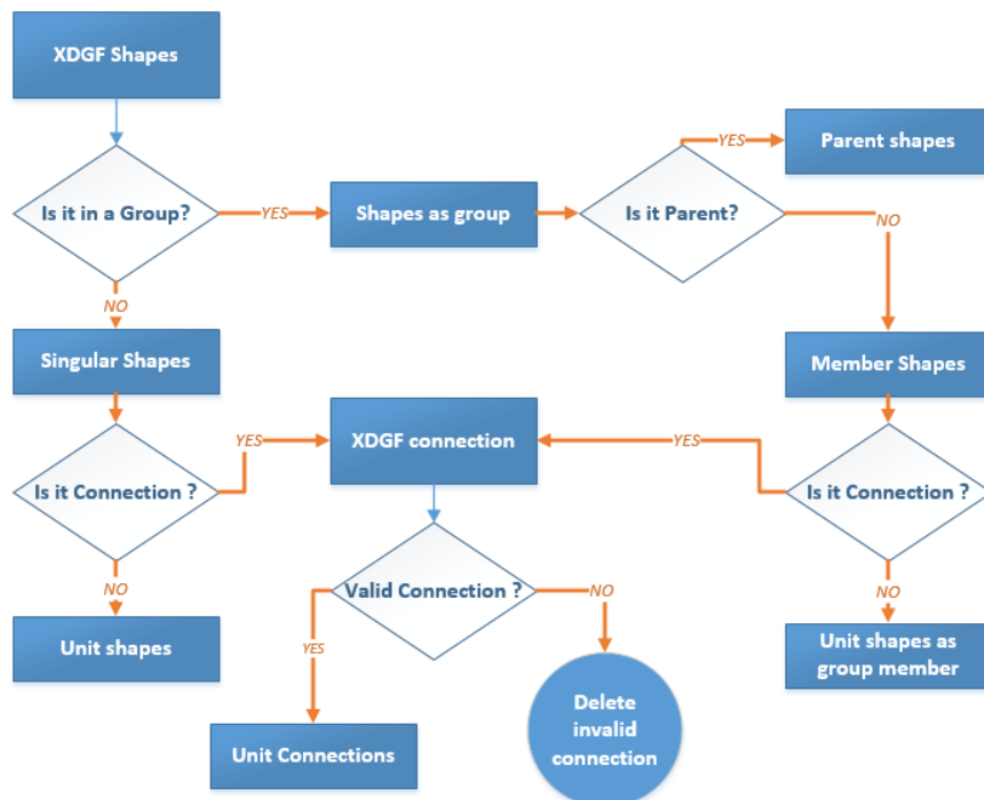 XDGF Shapes
Is it in a Group?
YES
Shapes as group
Is it Parent?
YES
Parent shapes
NO
NO
Singular Shapes
Member Shapes
Is it Connection ?
YES
XDGF connection
YES
Is it Connection ?
NO
Unit shapes
Valid Connection ?
YES
NO
NO
Unit shapes as
group member
Unit Connections
Delete
invalid
connection